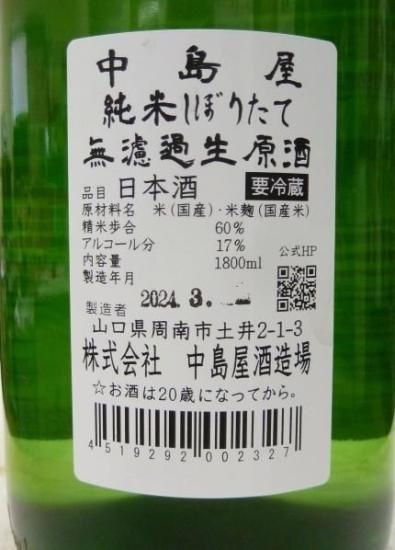 中島屋
純米しぼりたて
無濾過生原酒
品目 日本酒 要冷蔵
原材料名 米(国産)・米麹(国産米)
精米歩合 60%
アルコール分 17%
内容量 1800ml
公式HP
製造年月 2024.3.
製造者
山口県周南市土井2-1-3
株式会社 中島屋酒造場
☆お酒は20歳になってから。
4 519292 002327